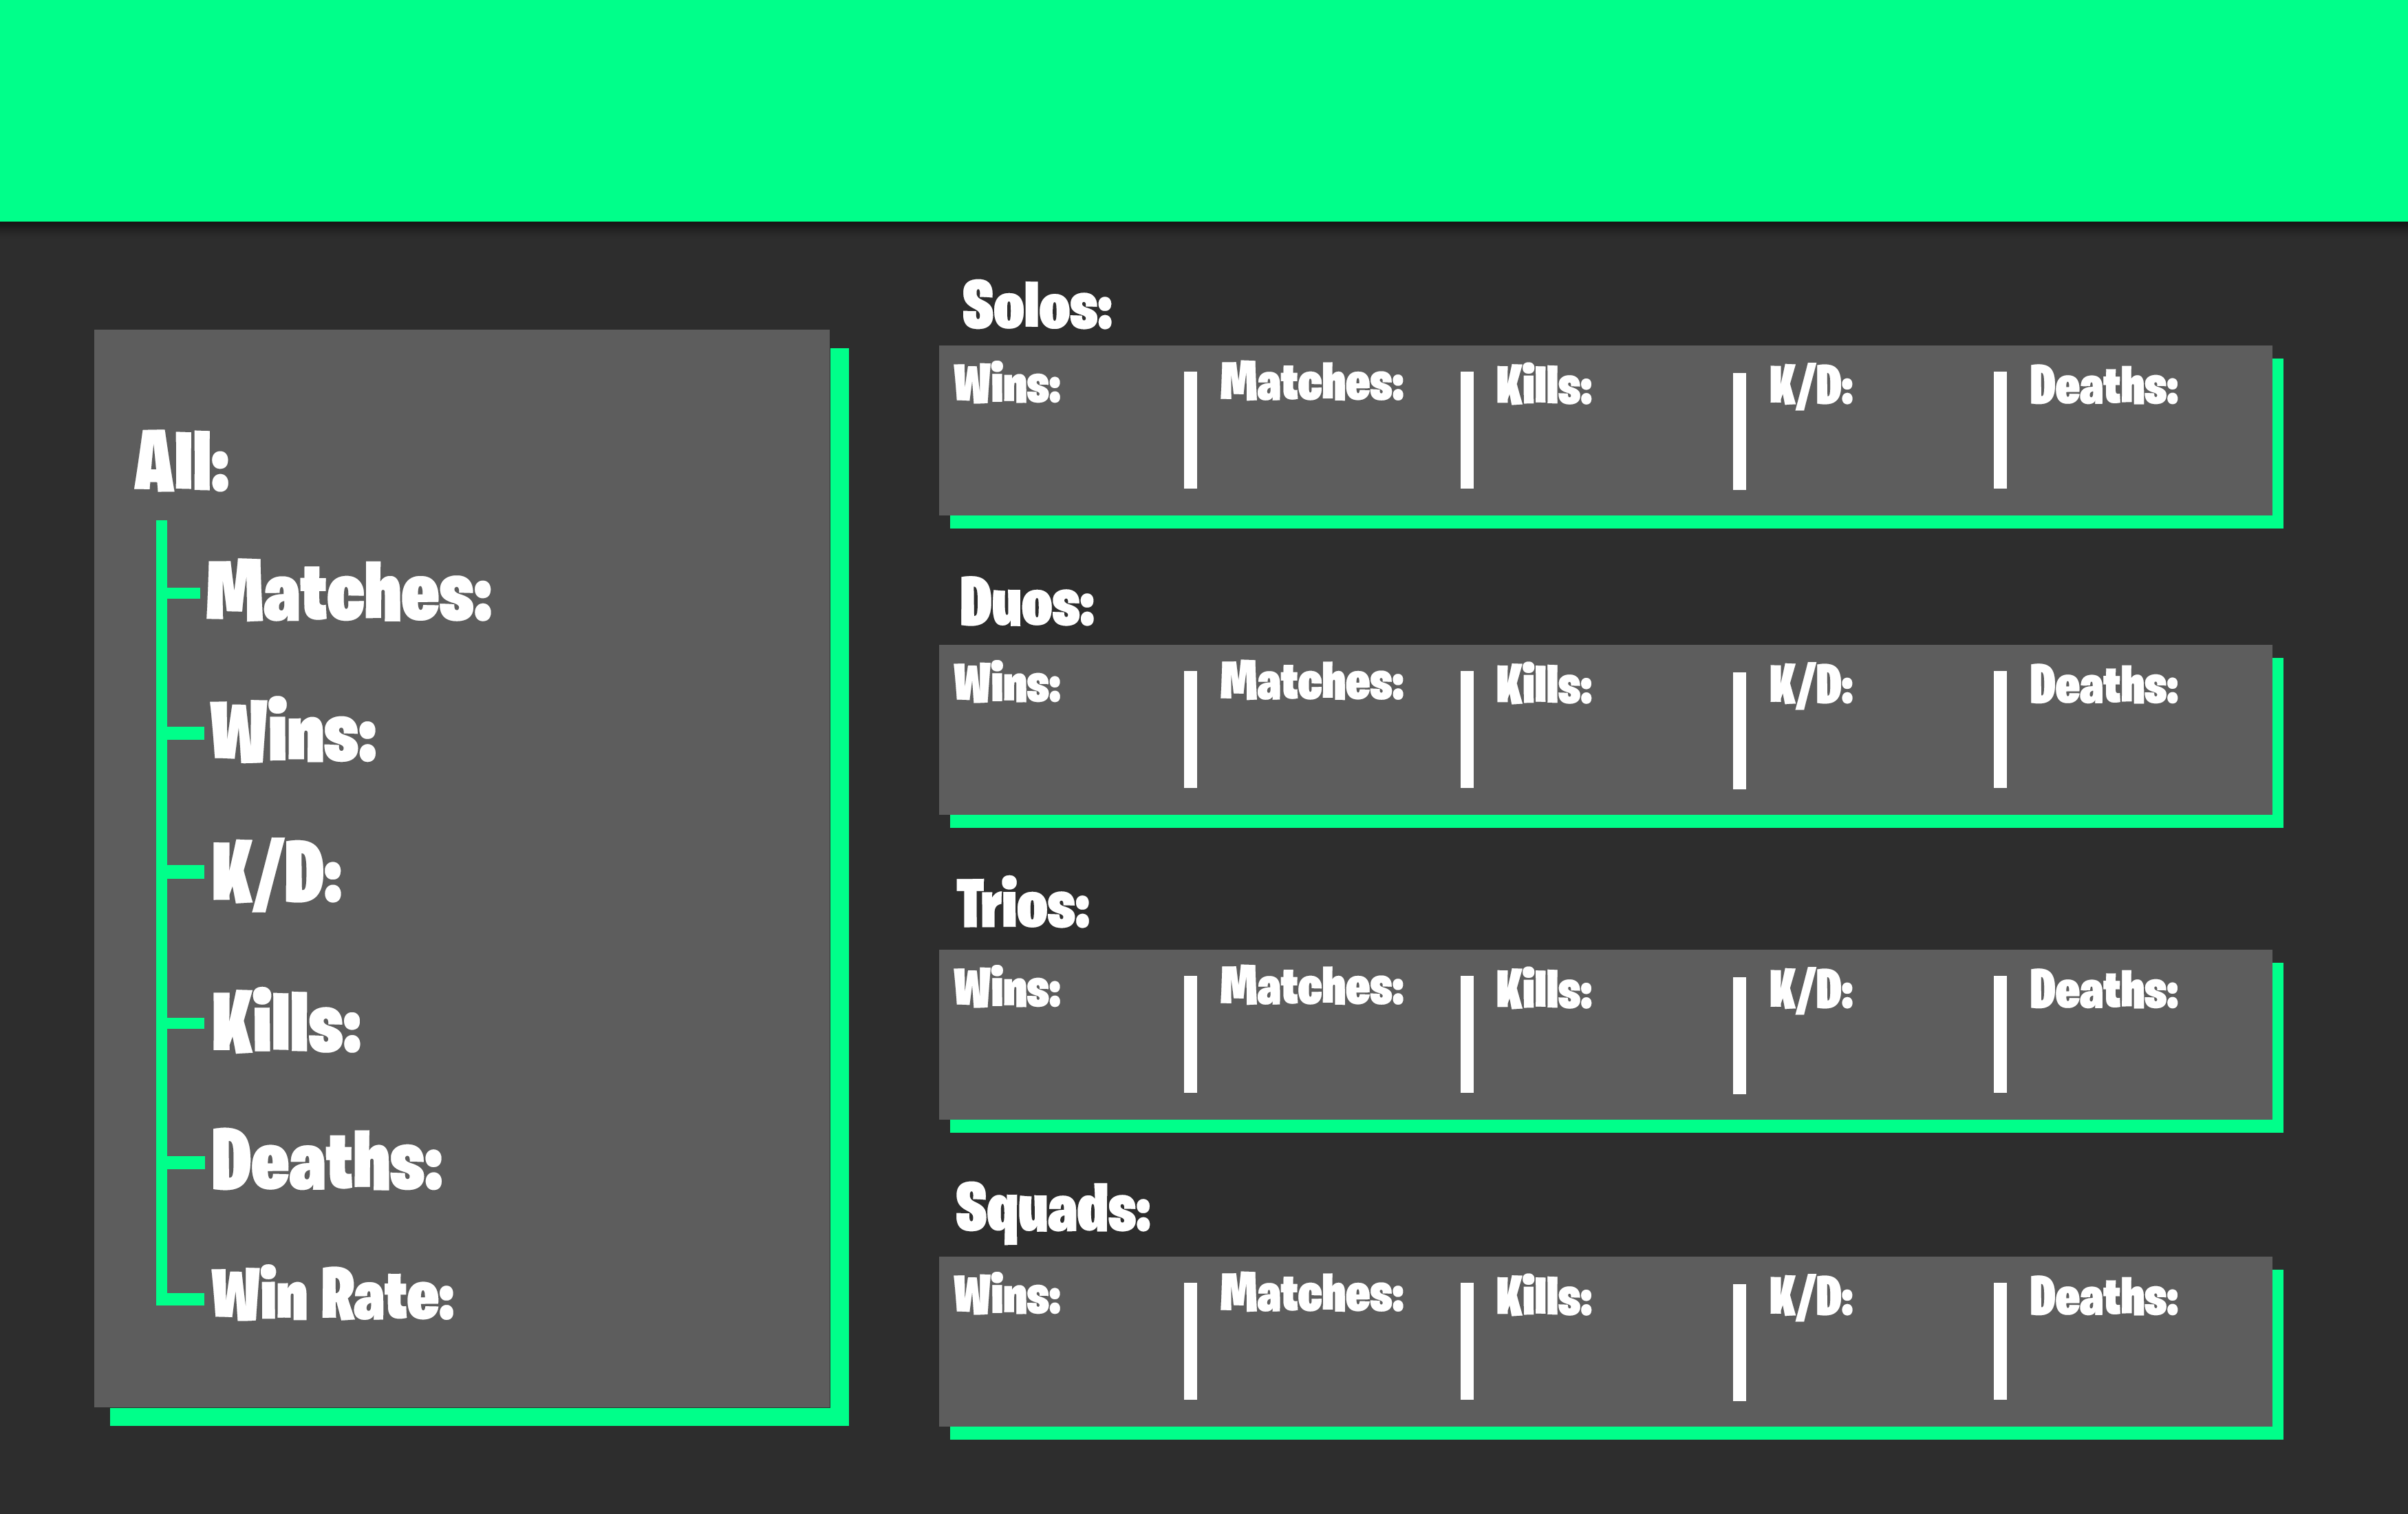 All:
Matches:
Wins:
K/D:
Kills:
Deaths:
Win Rate:
Solos:
Wins: Matches: Kills: K/D: Deaths:
Duos:
Wins: Matches: Kills: K/D: Deaths:
Trios:
Wins: Matches: Kills: K/D: Deaths:
Squads:
Wins: Matches: Kills: K/D: Deaths: